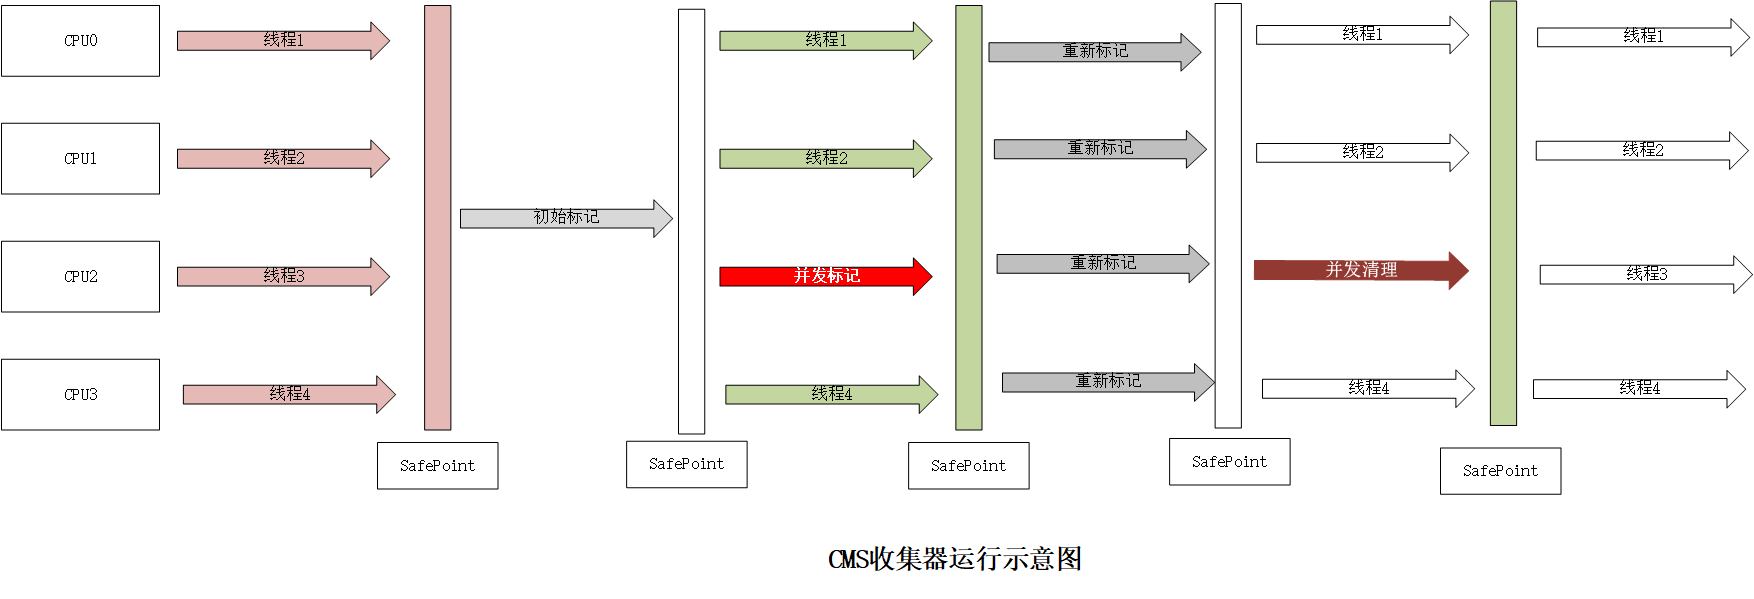 CPU0
线程1
线程1
重新标记
线程1
线程1
CPU1
线程2
线程2
重新标记
线程2
线程2
初始标记
CPU2
线程3
并发标记
重新标记
并发清理
线程3
CPU3
线程4
线程4
重新标记
线程4
线程4
SafePoint
SafePoint
SafePoint
SafePoint
SafePoint
CMS收集器运行示意图